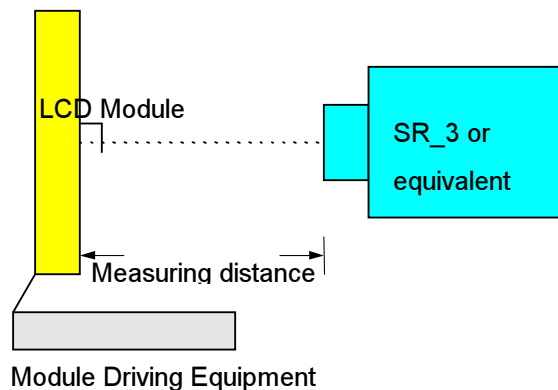 LCD Module
SR_3 or
equivalent
Measuring distance
Module Driving Equipment